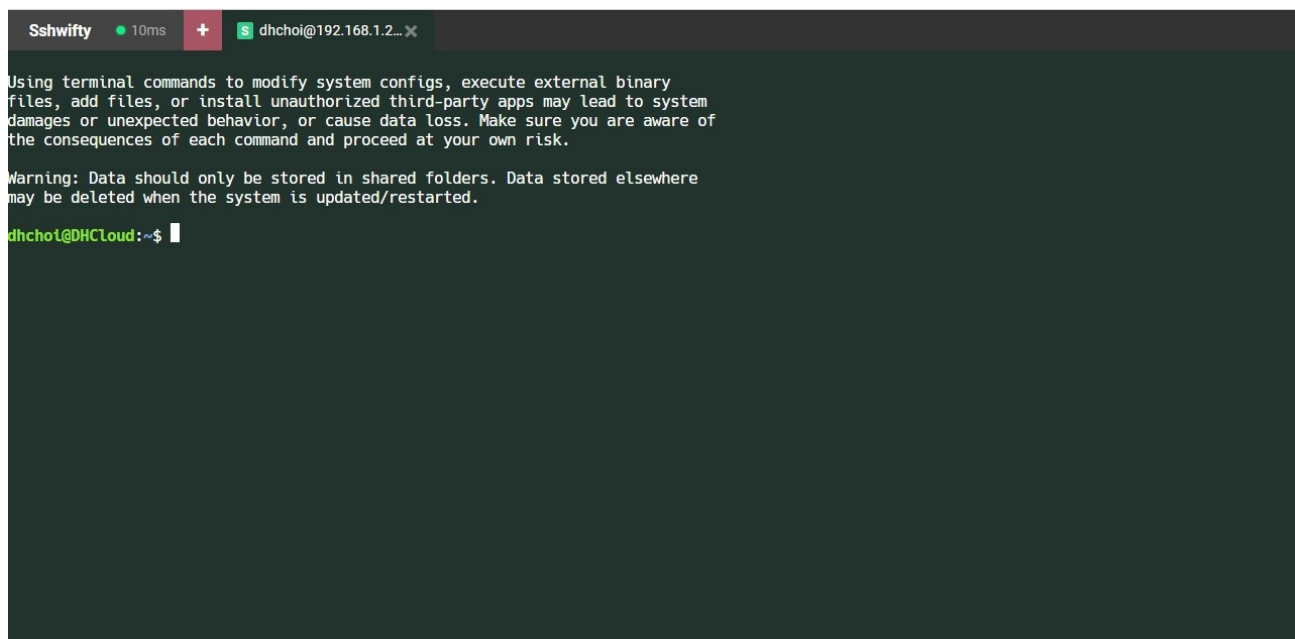 Sshwifty 10ms + S dhchoi@192.168.1.2...
Using terminal commands to modify system configs, execute external binary
files, add files, or install unauthorized third-party apps may lead to system
damages or unexpected behavior, or cause data loss. Make sure you are aware of
the consequences of each command and proceed at your own risk.
Warning: Data should only be stored in shared folders. Data stored elsewhere
may be deleted when the system is updated/restarted.
dhchoi@DHCloud:~$